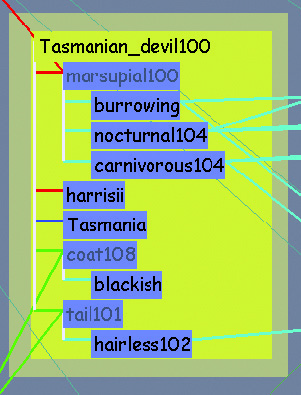 Tasmanian_devil100
marsupial100
burrowing
nocturnal104
carnivorous104
harrisii
Tasmania
coat108
blackish
tail101
hairless102